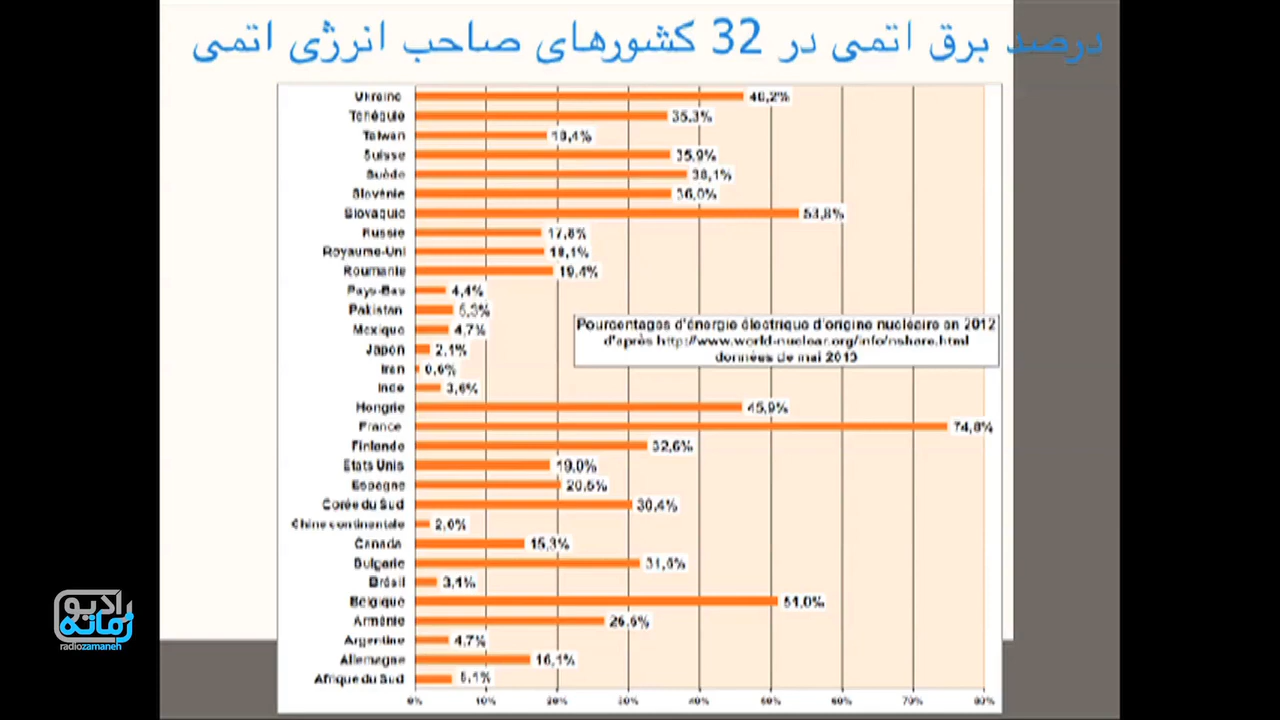 درصد برق اتمی در 32 کشورهای صاحب انرژی اتمی
Ukraine 46,2%
Tchéquie 35,3%
Taiwan 18,4%
Suisse 35,9%
Suède 38,1%
Slovénie 36,0%
Slovaquie 53,8%
Russie 17,8%
Royaume-Uni 18,1%
Roumanie 19,4%
Pays-Bas 4,4%
Pakistan 5,3%
Mexique 4,7%
Japon 2,1%
Iran 0,6%
Inde 3,6%
Hongrie 45,9%
France 74,8%
Finlande 32,6%
Etats Unis 19,0%
Espagne 20,5%
Corée du Sud 30,4%
Chine continentale 2,0%
Canada 15,3%
Bulgarie 31,6%
Brésil 3,1%
Belgique 51,0%
Arménie 26,6%
Argentine 4,7%
Allemagne 16,1%
Afrique du Sud 5,1%
0% 10% 20% 30% 40% 50% 60% 70% 80%
Pourcentages d'énergie électrique d'origine nucléaire en 2012
d'après http://www.world-nuclear.org/info/nshare.html
données de mai 2013
رادیو
زمانه
radiozamaneh